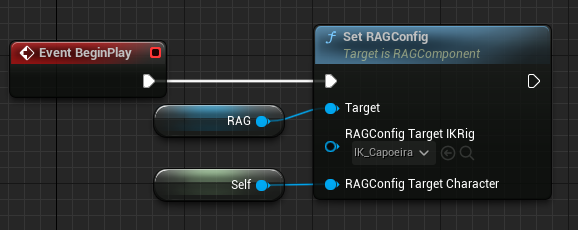 Event BeginPlay
Set RAGConfig
Target is RAGComponent
RAG
Target
RAGConfig Target IKRig
IK_Capoeira
Self
RAGConfig Target Character